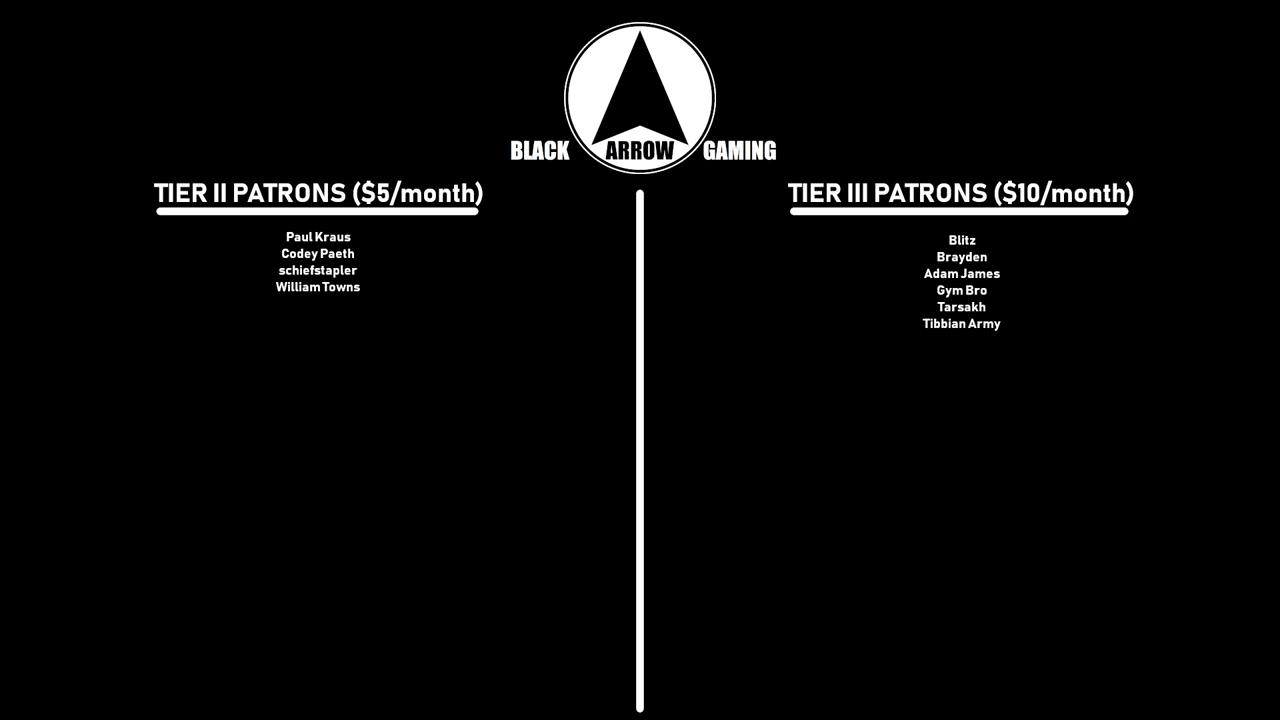 BLACK ARROW GAMING
TIER II PATRONS ($5/month)
Paul Kraus
Codey Paeth
schiefstapler
William Towns
TIER III PATRONS ($10/month)
Blitz
Brayden
Adam James
Gym Bro
Tarsakh
Tibbian Army